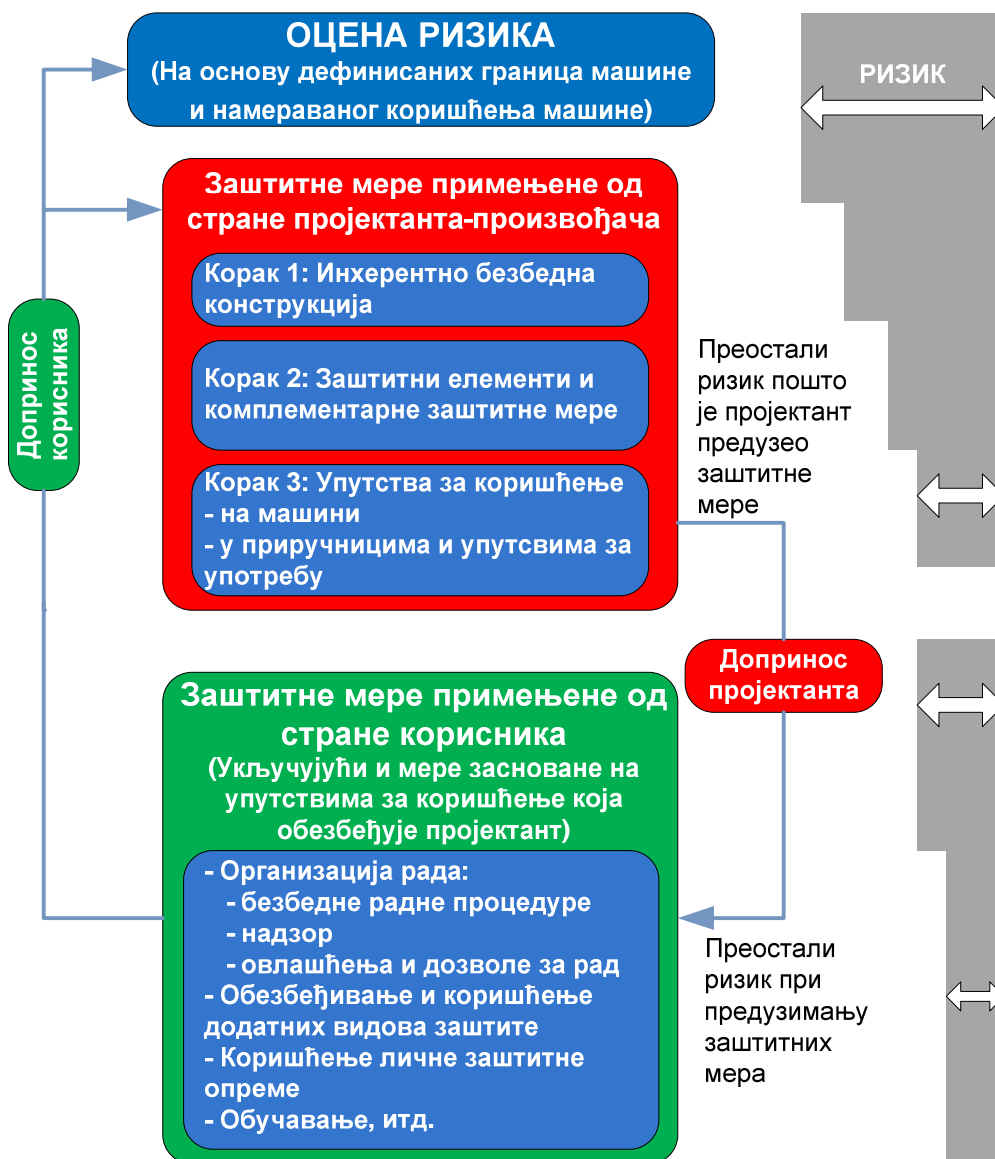 ОЦЕНА РИЗИКА
(На основу дефинисаних граница машине
и намераваног коришћења машине)
РИЗИК
Заштитне мере примењене од
стране пројектанта-произвођача
Корак 1: Инхерентно безбедна
конструкција
Корак 2: Заштитни елементи и
комплементарне заштитне мере
Корак 3: Упутства за коришћење
- на машини
- у приручницима и упутсвима за
употребу
Допринос
корисника
Преостали
ризик пошто
је пројектант
предузео
заштитне
мере
Допринос
пројектанта
Заштитне мере примењене од
стране корисника
(Укључујући и мере засноване на
упутствима за коришћење која
обезбеђује пројектант)
- Организација рада:
- безбедне радне процедуре
- надзор
- овлашћења и дозволе за рад
- Обезбеђивање и коришћење
додатних видова заштите
- Коришћење личне заштитне
опреме
- Обучавање, итд.
Преостали
ризик при
предузимању
заштитних
мера